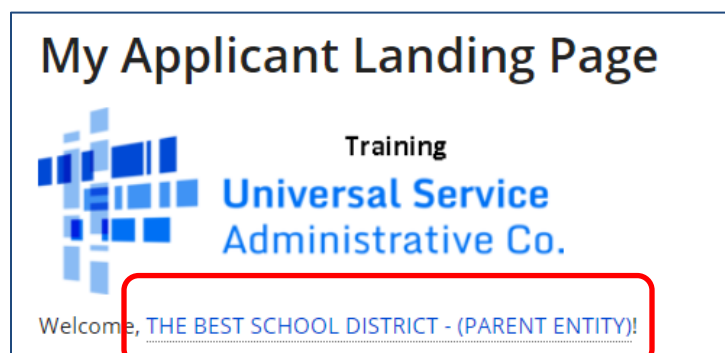 My Applicant Landing Page
Training
Universal Service
Administrative Co.
Welcome, THE BEST SCHOOL DISTRICT - (PARENT ENTITY)!